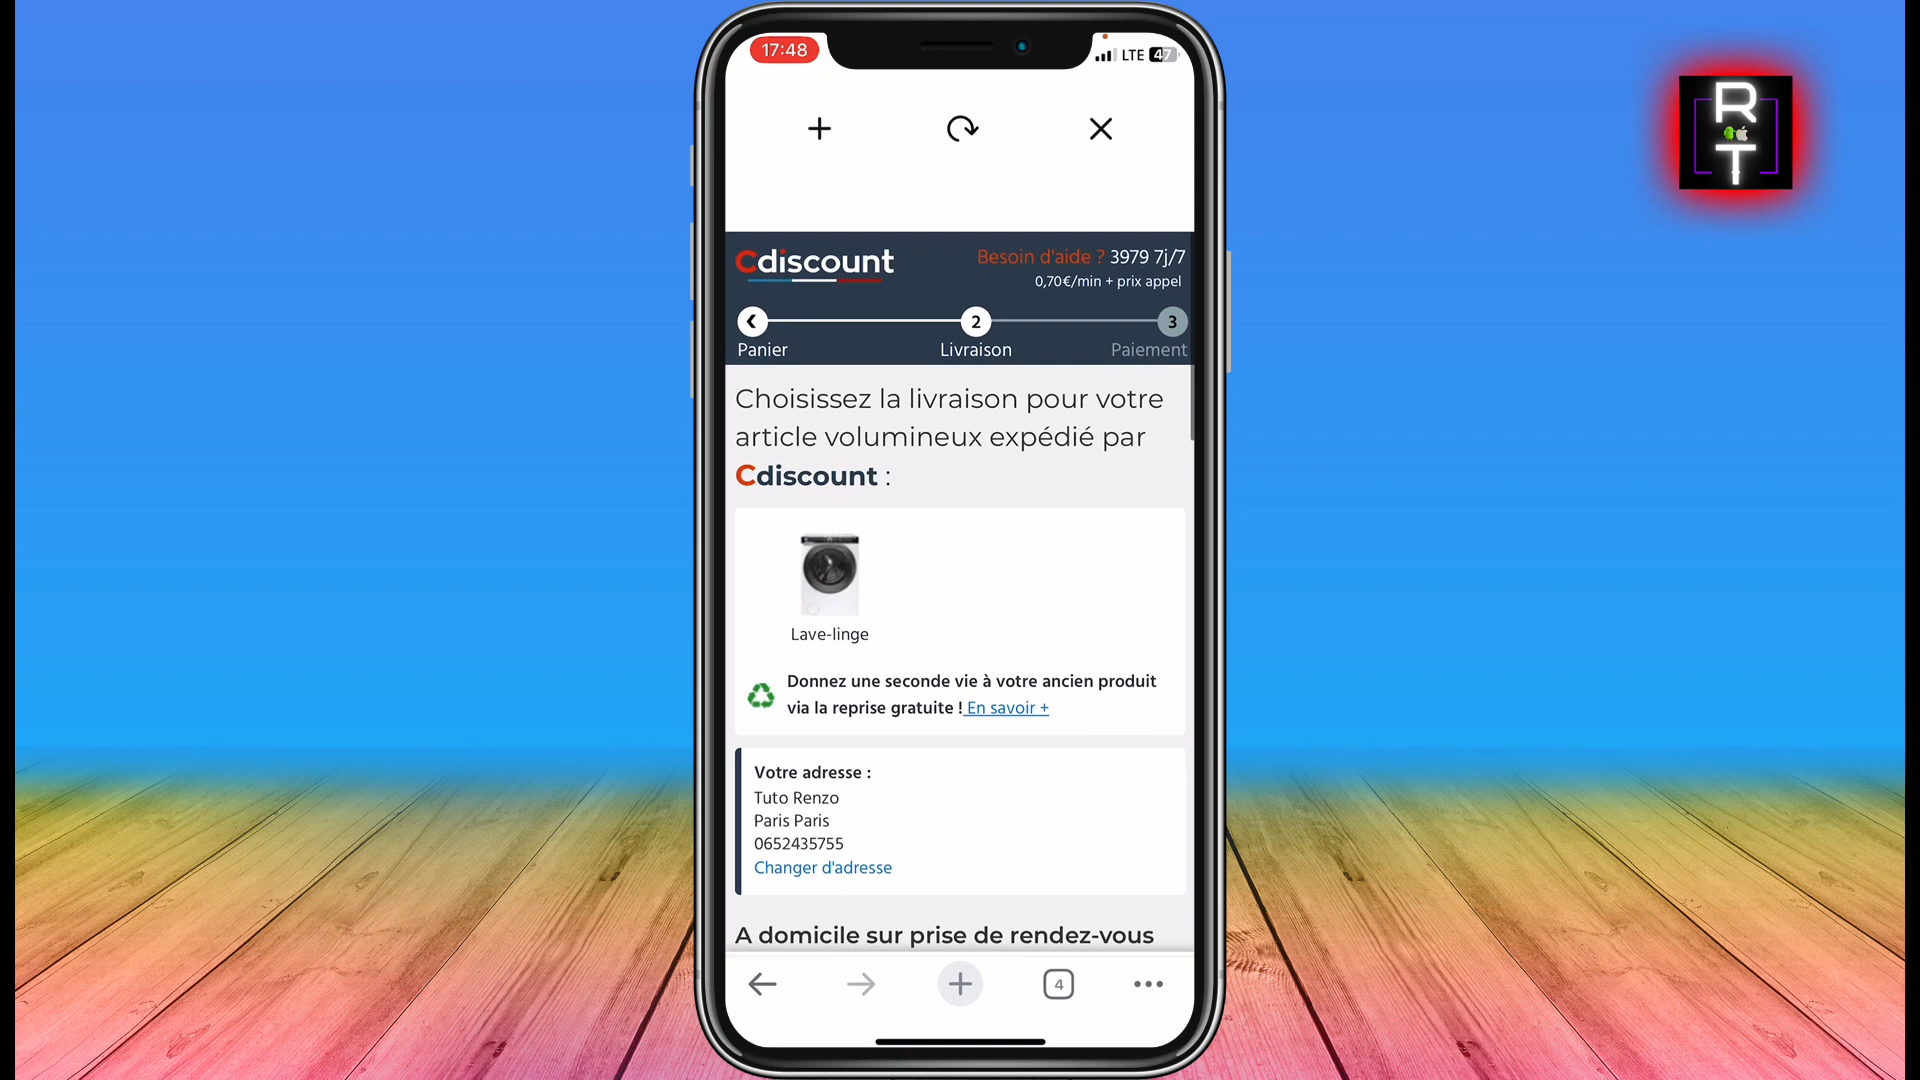 17:48
LTE 47
R
T
Cdiscount
Besoin d'aide ? 3979 7j/7
0,70€/min + prix appel
2
3
Panier
Livraison
Paiement
Choisissez la livraison pour votre
article volumineux expédié par
Cdiscount :
Lave-linge
Donnez une seconde vie à votre ancien produit
via la reprise gratuite ! En savoir +
Votre adresse :
Tuto Renzo
Paris Paris
0652435755
Changer d'adresse
A domicile sur prise de rendez-vous
4